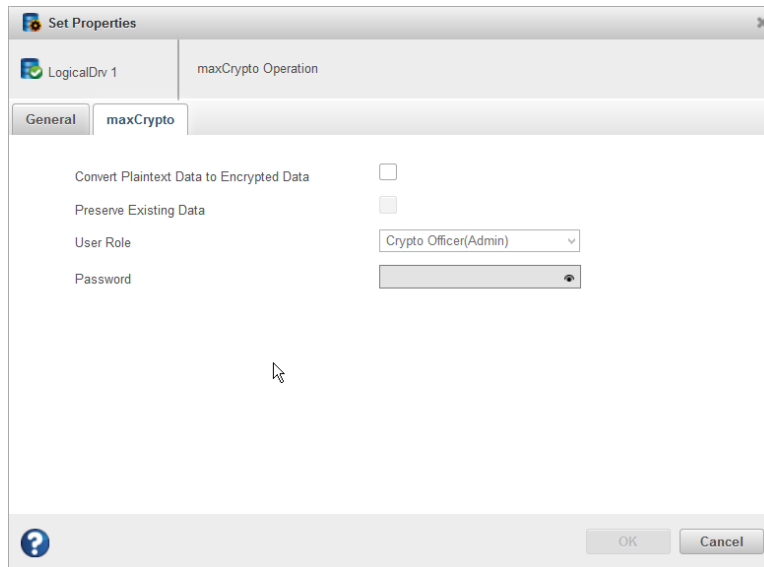 Set Properties
LogicalDrv 1
maxCrypto Operation
General
maxCrypto
Convert Plaintext Data to Encrypted Data
Preserve Existing Data
User Role
Crypto Officer(Admin)
Password
OK
Cancel